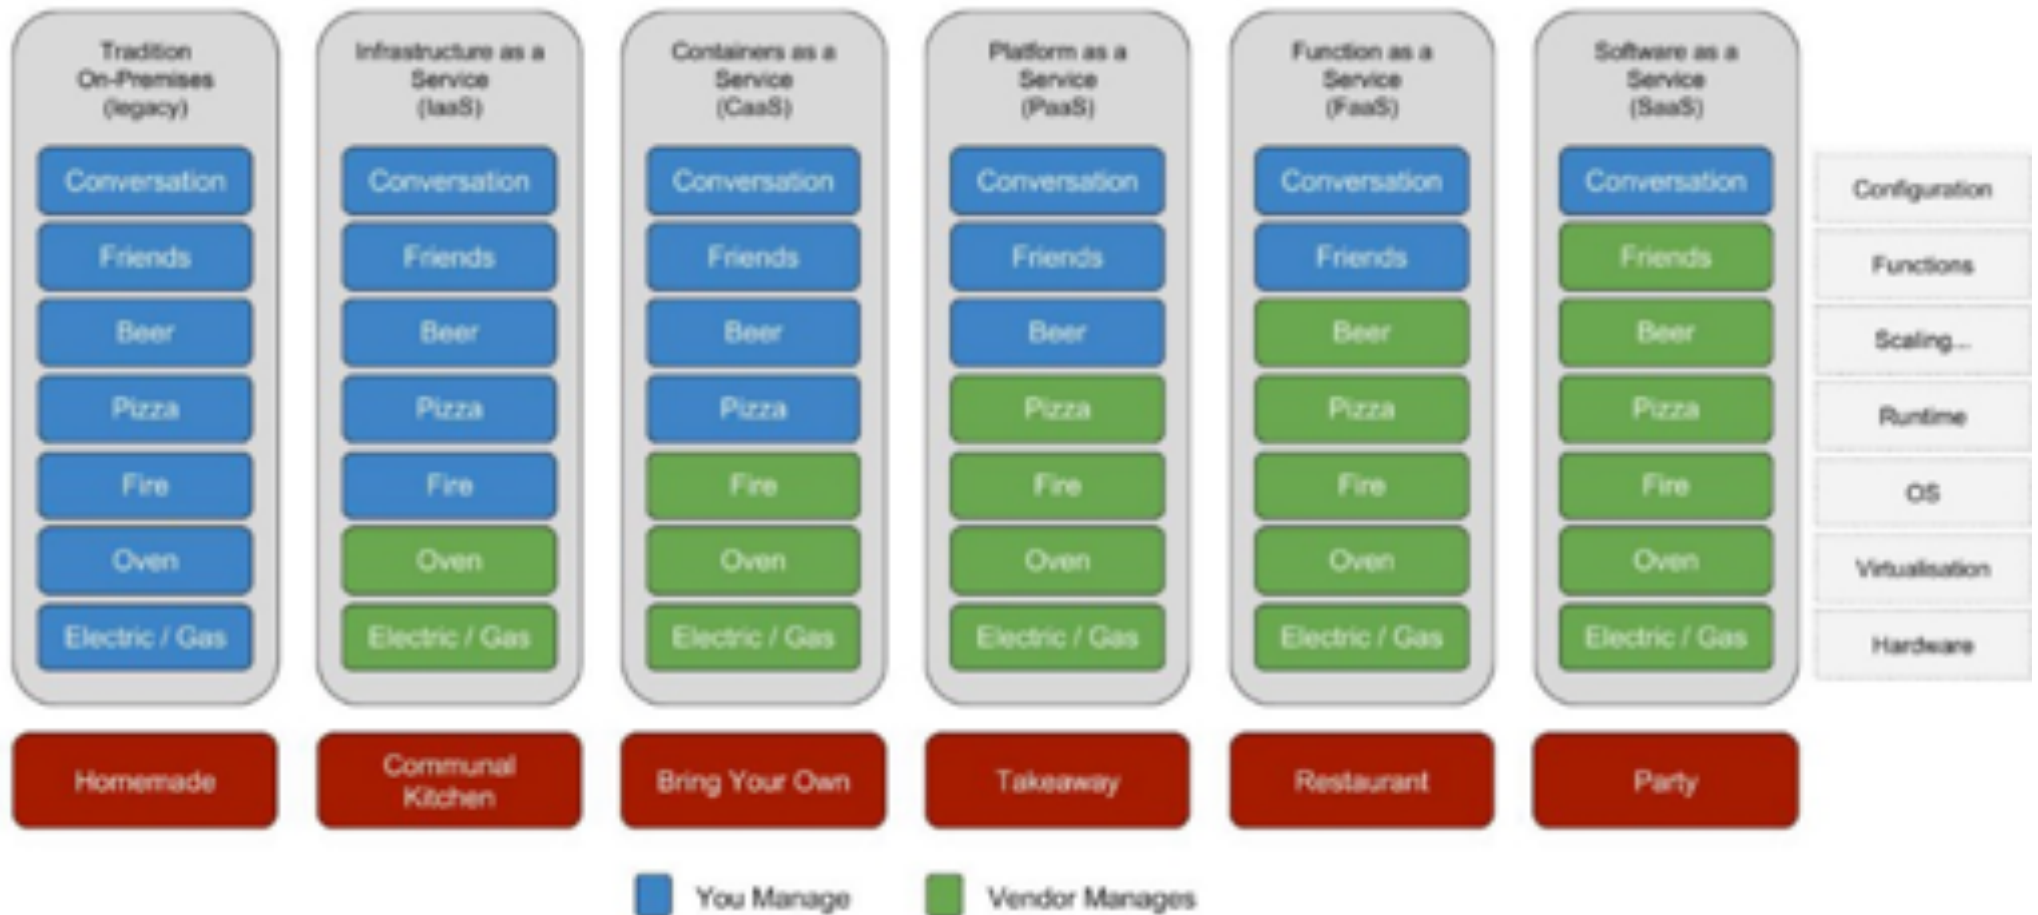 Tradition
On-Premises
(legacy)
Conversation
Friends
Beer
Pizza
Fire
Oven
Electric / Gas
Homemade
Infrastructure as a
Service
(IaaS)
Conversation
Friends
Beer
Pizza
Fire
Oven
Electric / Gas
Communal
Kitchen
Containers as a
Service
(CaaS)
Conversation
Friends
Beer
Pizza
Fire
Oven
Electric / Gas
Bring Your Own
Platform as a
Service
(PaaS)
Conversation
Friends
Beer
Pizza
Fire
Oven
Electric / Gas
Takeaway
Function as a
Service
(FaaS)
Conversation
Friends
Beer
Pizza
Fire
Oven
Electric / Gas
Restaurant
Software as a
Service
(SaaS)
Conversation
Friends
Beer
Pizza
Fire
Oven
Electric / Gas
Party
Configuration
Functions
Scaling...
Runtime
OS
Virtualisation
Hardware
You Manage
Vendor Manages